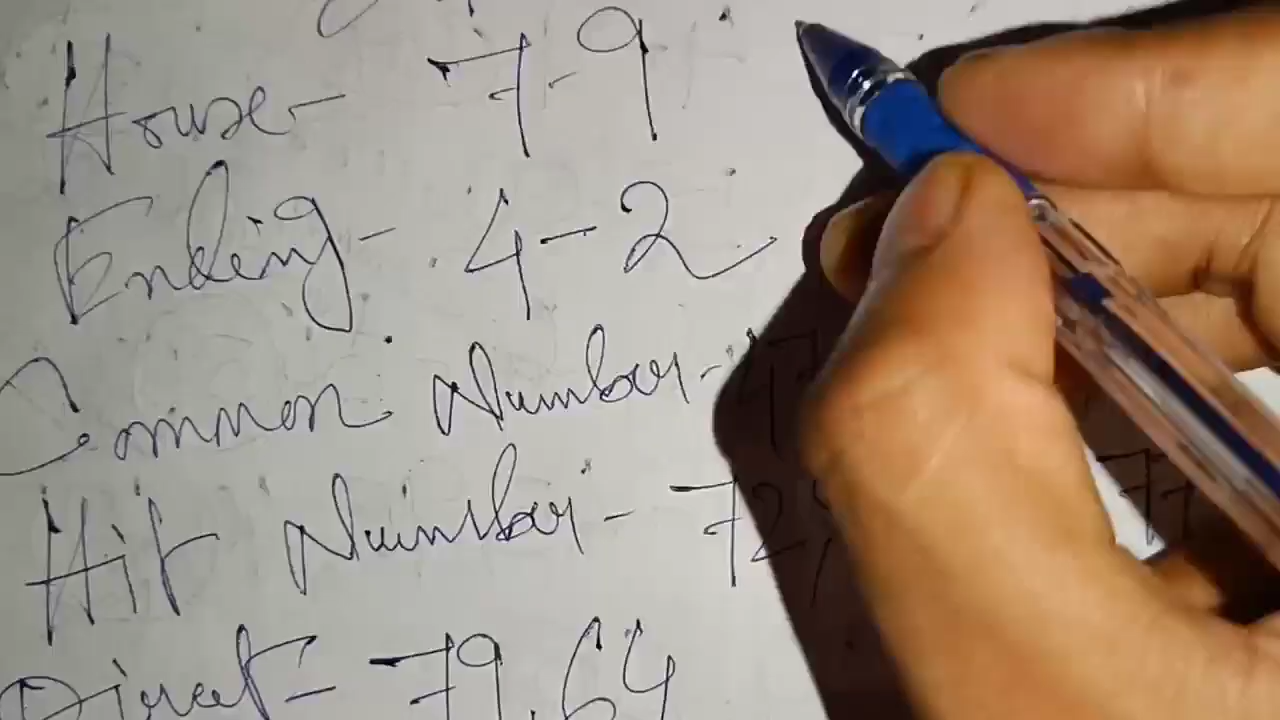 House- 7-9
Ending- 4-2
Common Number-
Hit Number- 72,
Direct- 79,64